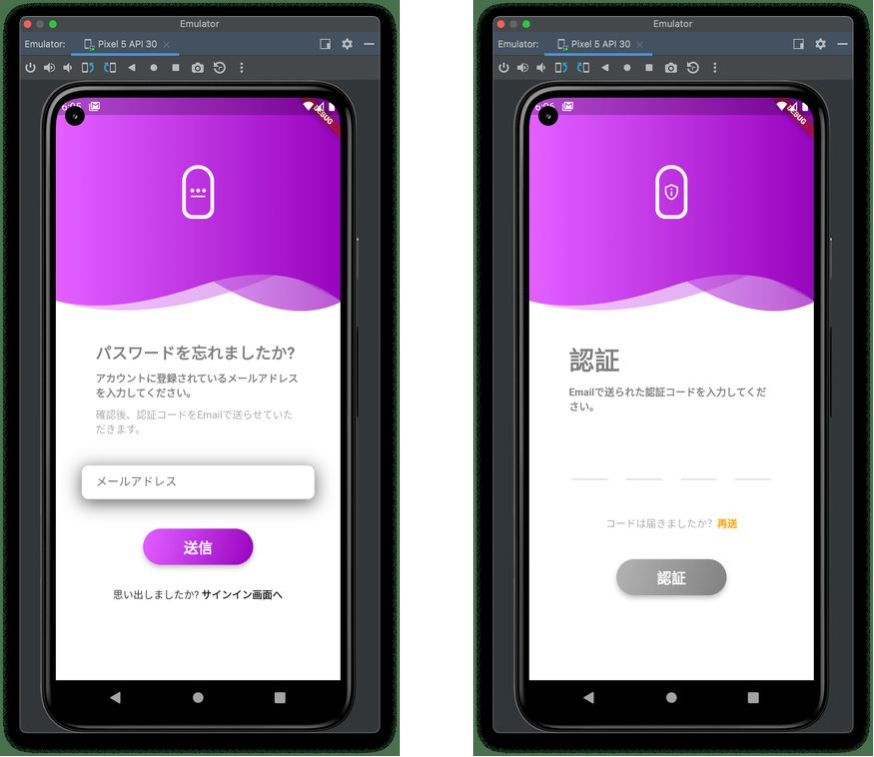 Emulator
Emulator: Pixel 5 API 30
DEBUG
パスワードを忘れましたか?
アカウントに登録されているメールアドレス
を入力してください。
確認後、認証コードをEmailで送らせていた
だきます。
メールアドレス
送信
思い出しましたか? サインイン画面へ
Emulator
Emulator: Pixel 5 API 30
DEBUG
認証
Emailで送られた認証コードを入力してくだ
さい。
コードは届きましたか? 再送
認証